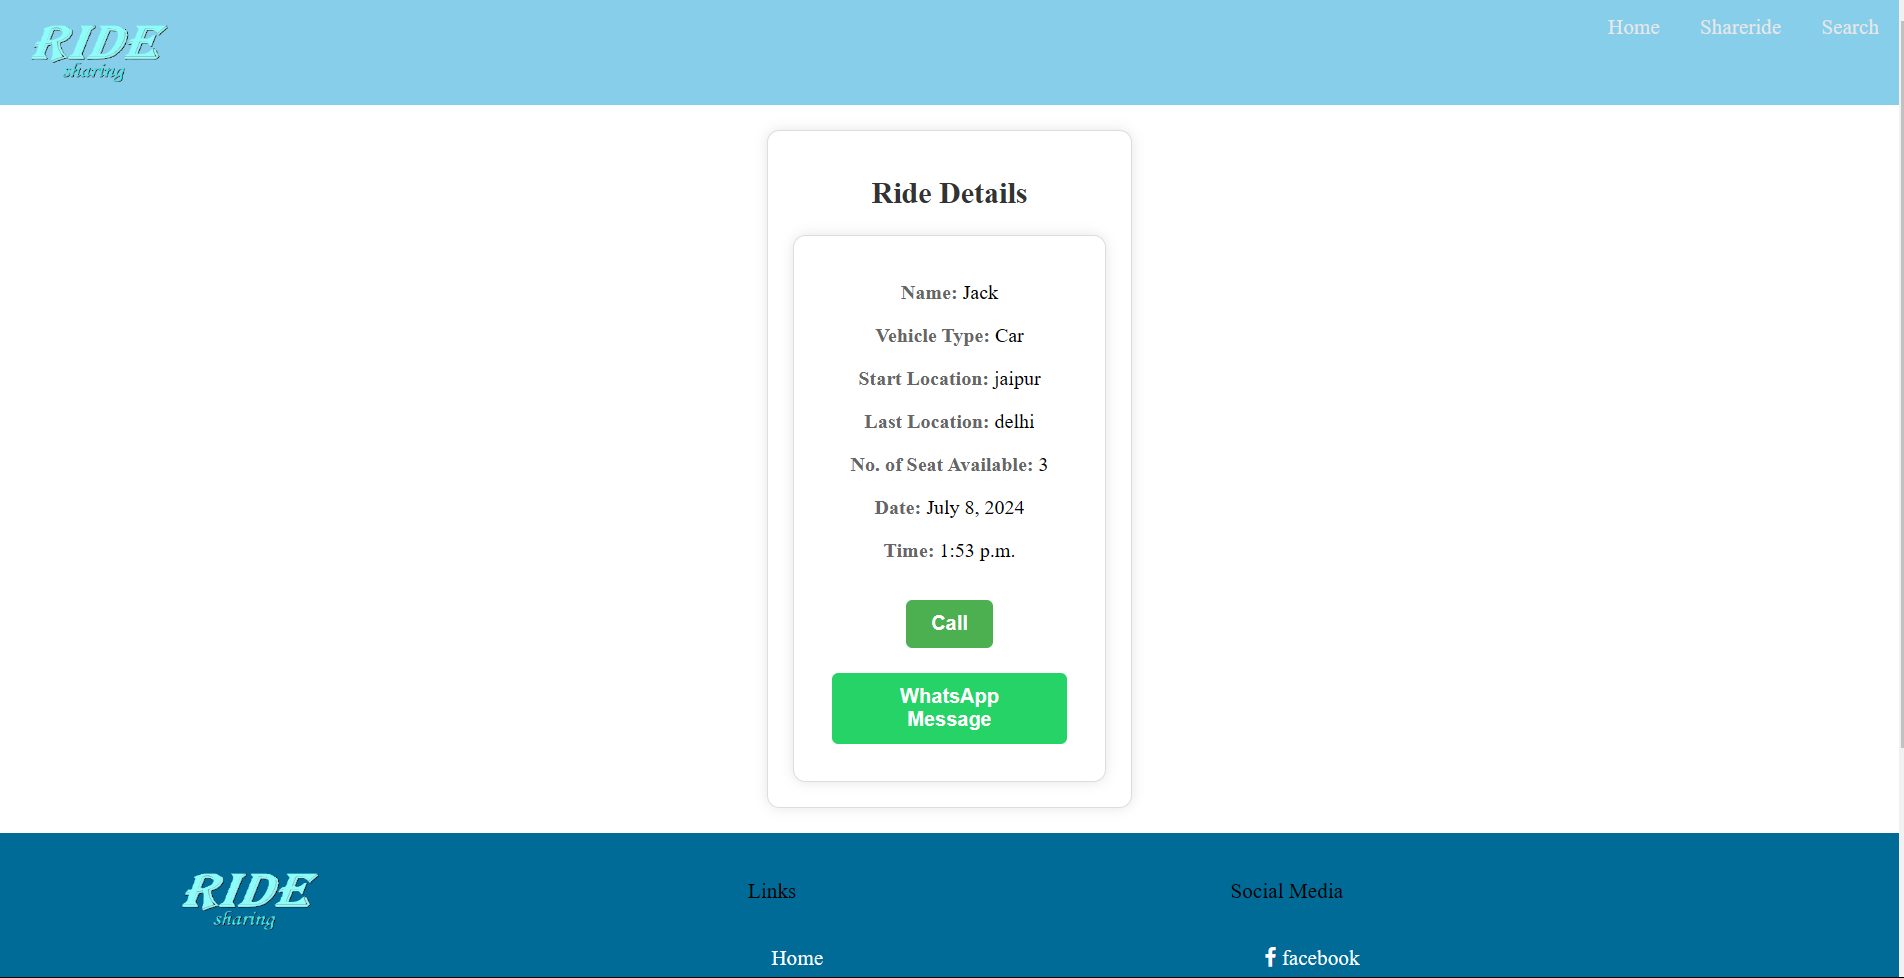 RIDE
sharing
Home Shareride Search
Ride Details
Name: Jack
Vehicle Type: Car
Start Location: jaipur
Last Location: delhi
No. of Seat Available: 3
Date: July 8, 2024
Time: 1:53 p.m.
Call
WhatsApp
Message
RIDE
sharing
Links
Home
Social Media
facebook